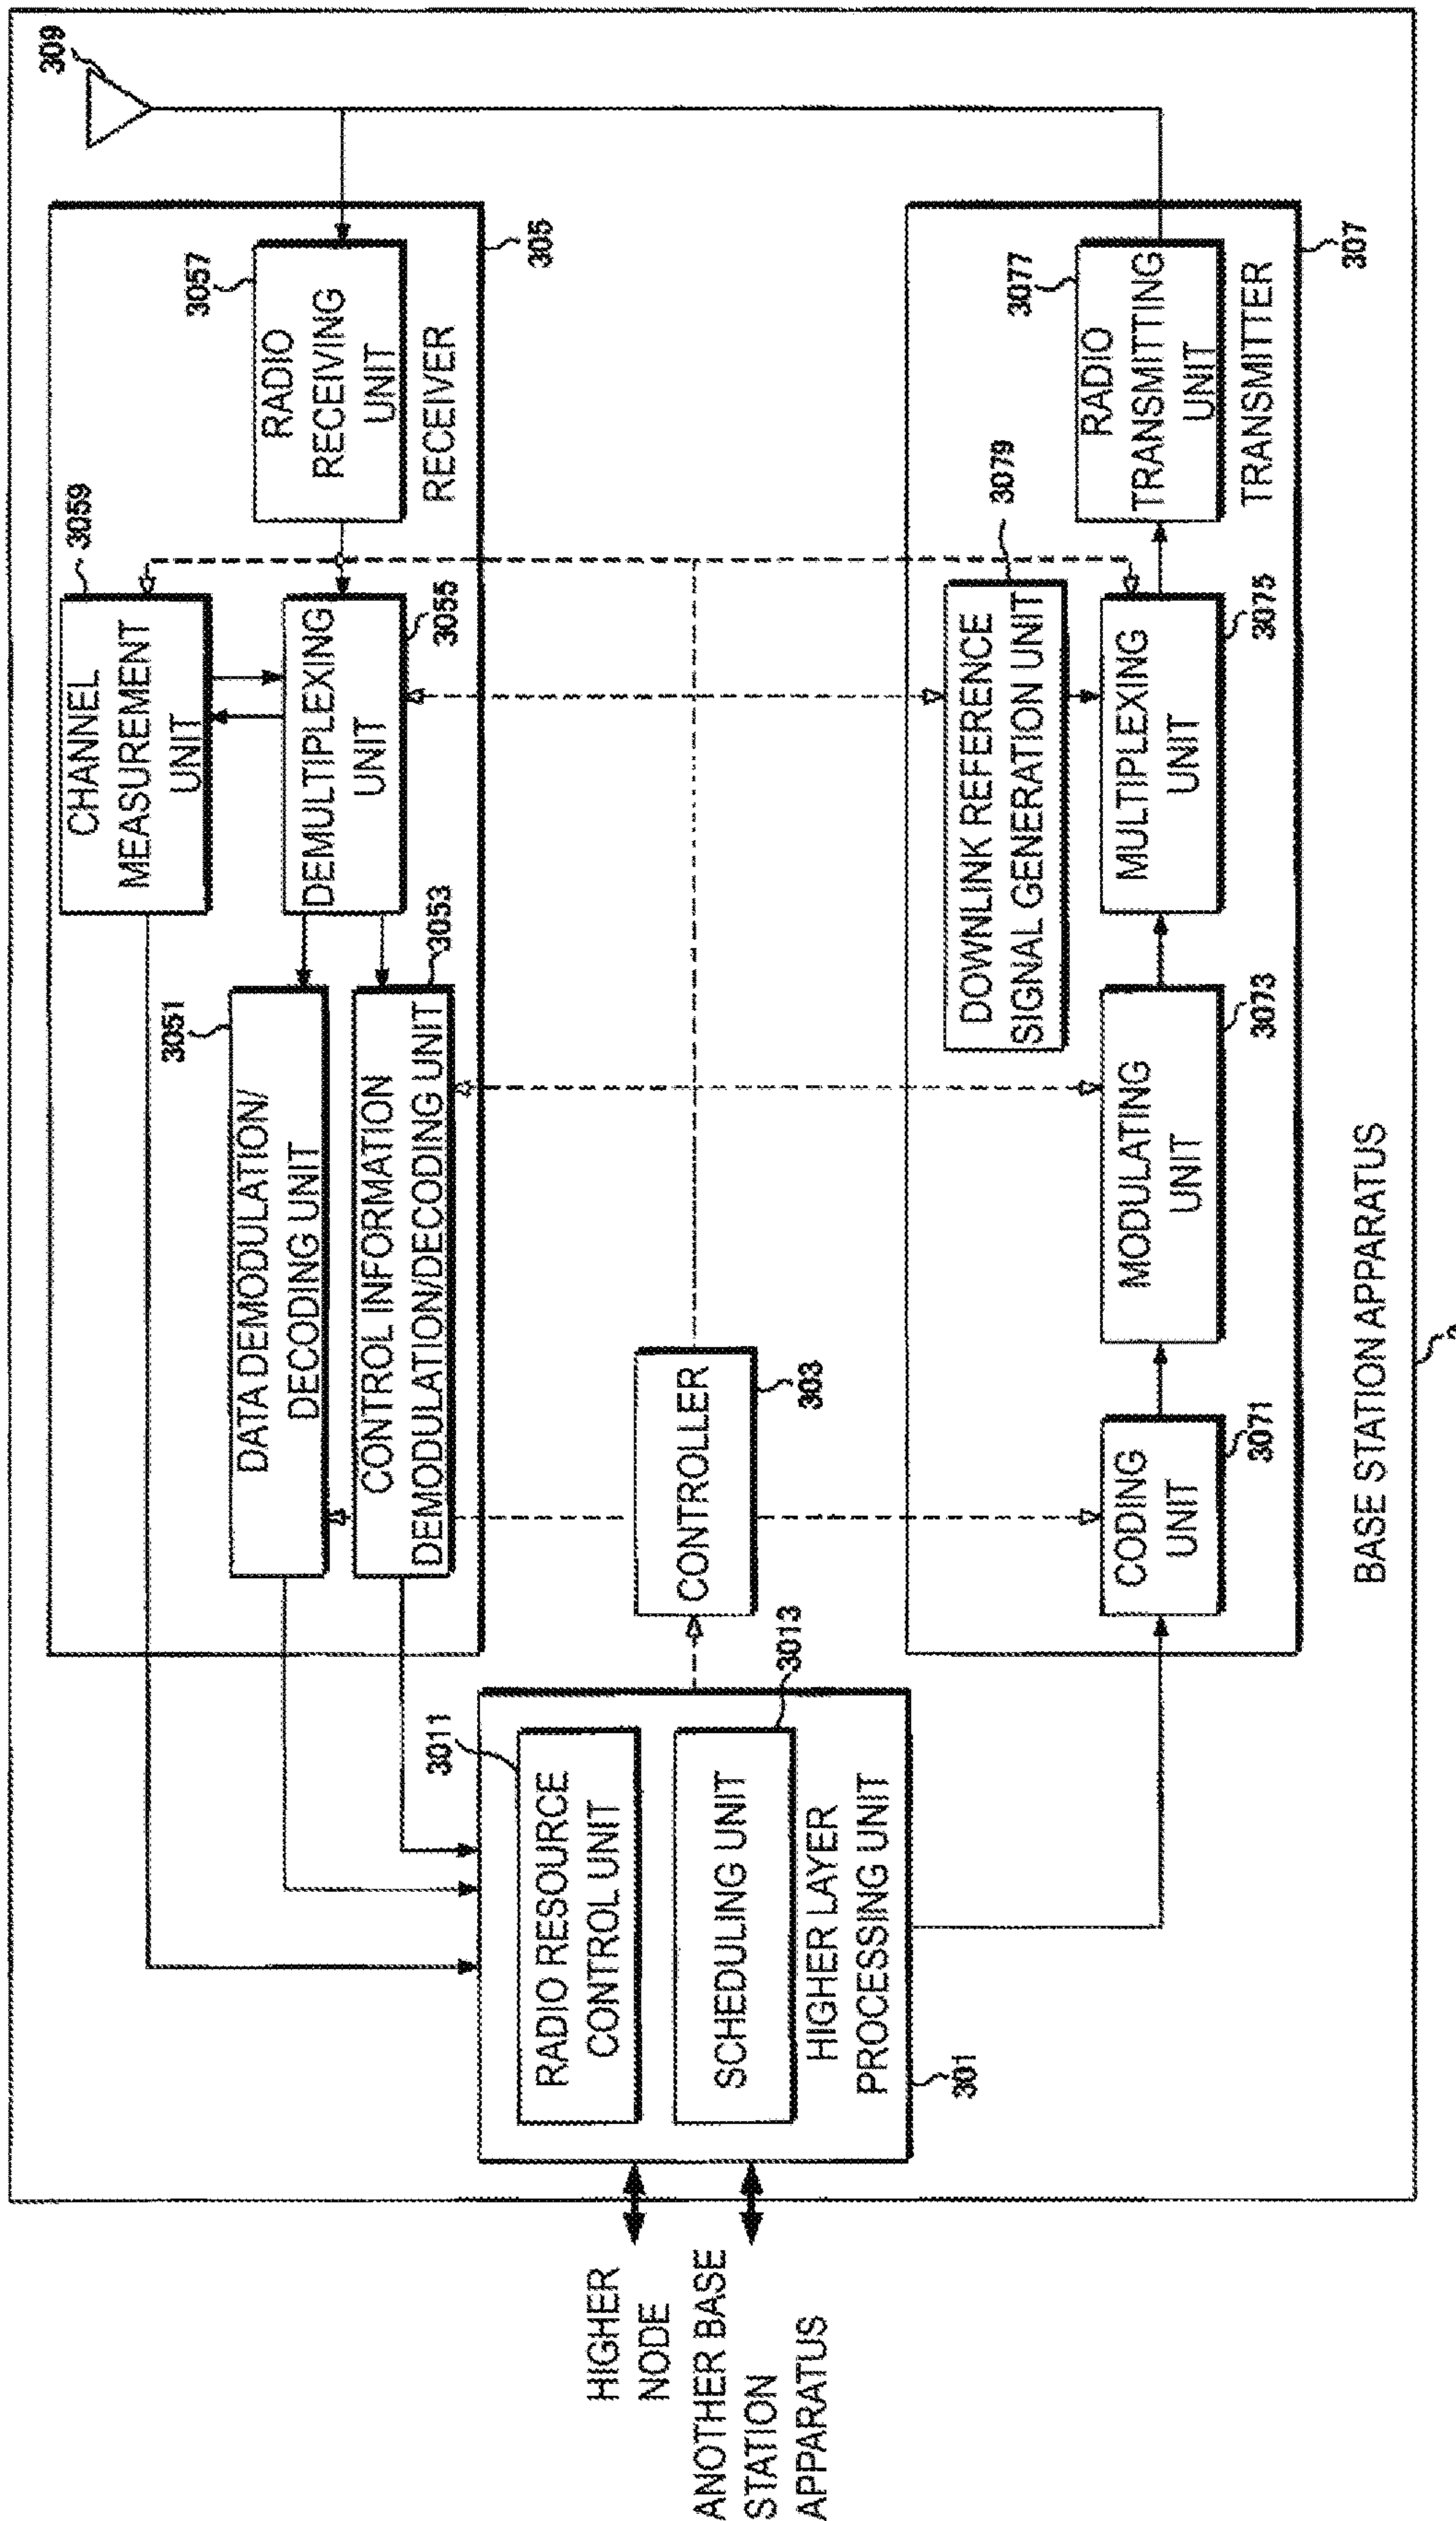 309
3059
CHANNEL
MEASUREMENT
UNIT
3057
RADIO
RECEIVING
UNIT
3051
DATA DEMODULATION/
DECODING UNIT
DEMULTIPLEXING
UNIT
3055
3053
CONTROL INFORMATION
DEMODULATION/DECODING UNIT
RECEIVER
305
HIGHER
NODE
ANOTHER BASE
STATION
APPARATUS
3011
RADIO RESOURCE
CONTROL UNIT
3013
SCHEDULING UNIT
HIGHER LAYER
PROCESSING UNIT
301
CONTROLLER
303
3079
DOWNLINK REFERENCE
SIGNAL GENERATION UNIT
3077
CODING
UNIT
3071
MODULATING
UNIT
3073
MULTIPLEXING
UNIT
3075
RADIO
TRANSMITTING
UNIT
TRANSMITTER
307
BASE STATION APPARATUS